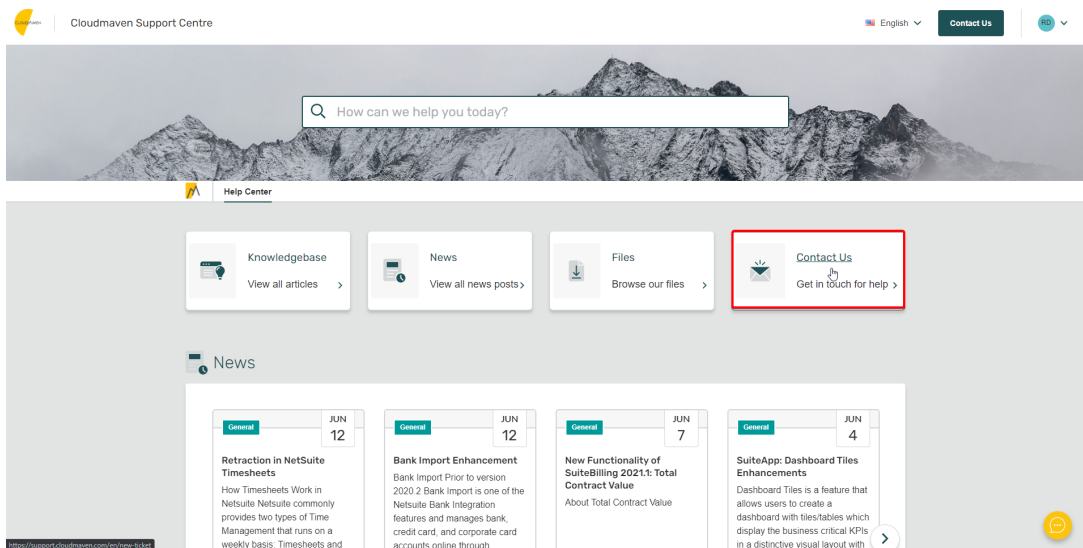 CLOUDMAVEN
Cloudmaven Support Centre
English
Contact Us
RD
How can we help you today?
Help Center
Knowledgebase
View all articles
News
View all news posts
Files
Browse our files
Contact Us
Get in touch for help
News
General
JUN
12
Retraction in NetSuite
Timesheets
How Timesheets Work in
Netsuite Netsuite commonly
provides two types of Time
Management that runs on a
weekly basis: Timesheets and
General
JUN
12
Bank Import Enhancement
Bank Import Prior to version
2020.2 Bank Import is one of the
Netsuite Bank Integration
features and manages bank,
credit card, and corporate card
accounts online through
General
JUN
7
New Functionality of
SuiteBilling 2021.1: Total
Contract Value
About Total Contract Value
General
JUN
4
SuiteApp: Dashboard Tiles
Enhancements
Dashboard Tiles is a feature that
allows users to create a
dashboard with tiles/tables which
display the business critical KPIs
in a distinctive visual layout with
https://support.cloudmaven.com/en/new-ticket